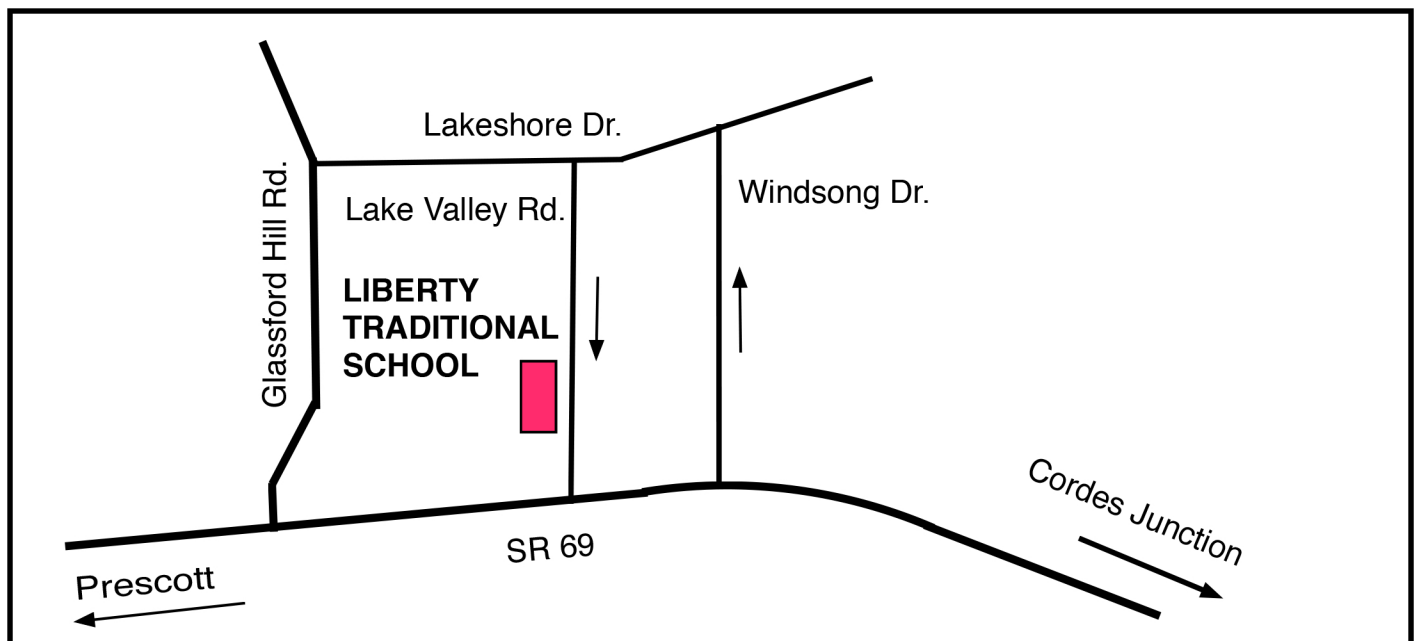 Lakeshore Dr.
Windsong Dr.
Lake Valley Rd.
Glassford Hill Rd.
LIBERTY
TRADITIONAL
SCHOOL
Cordes Junction
SR 69
Prescott